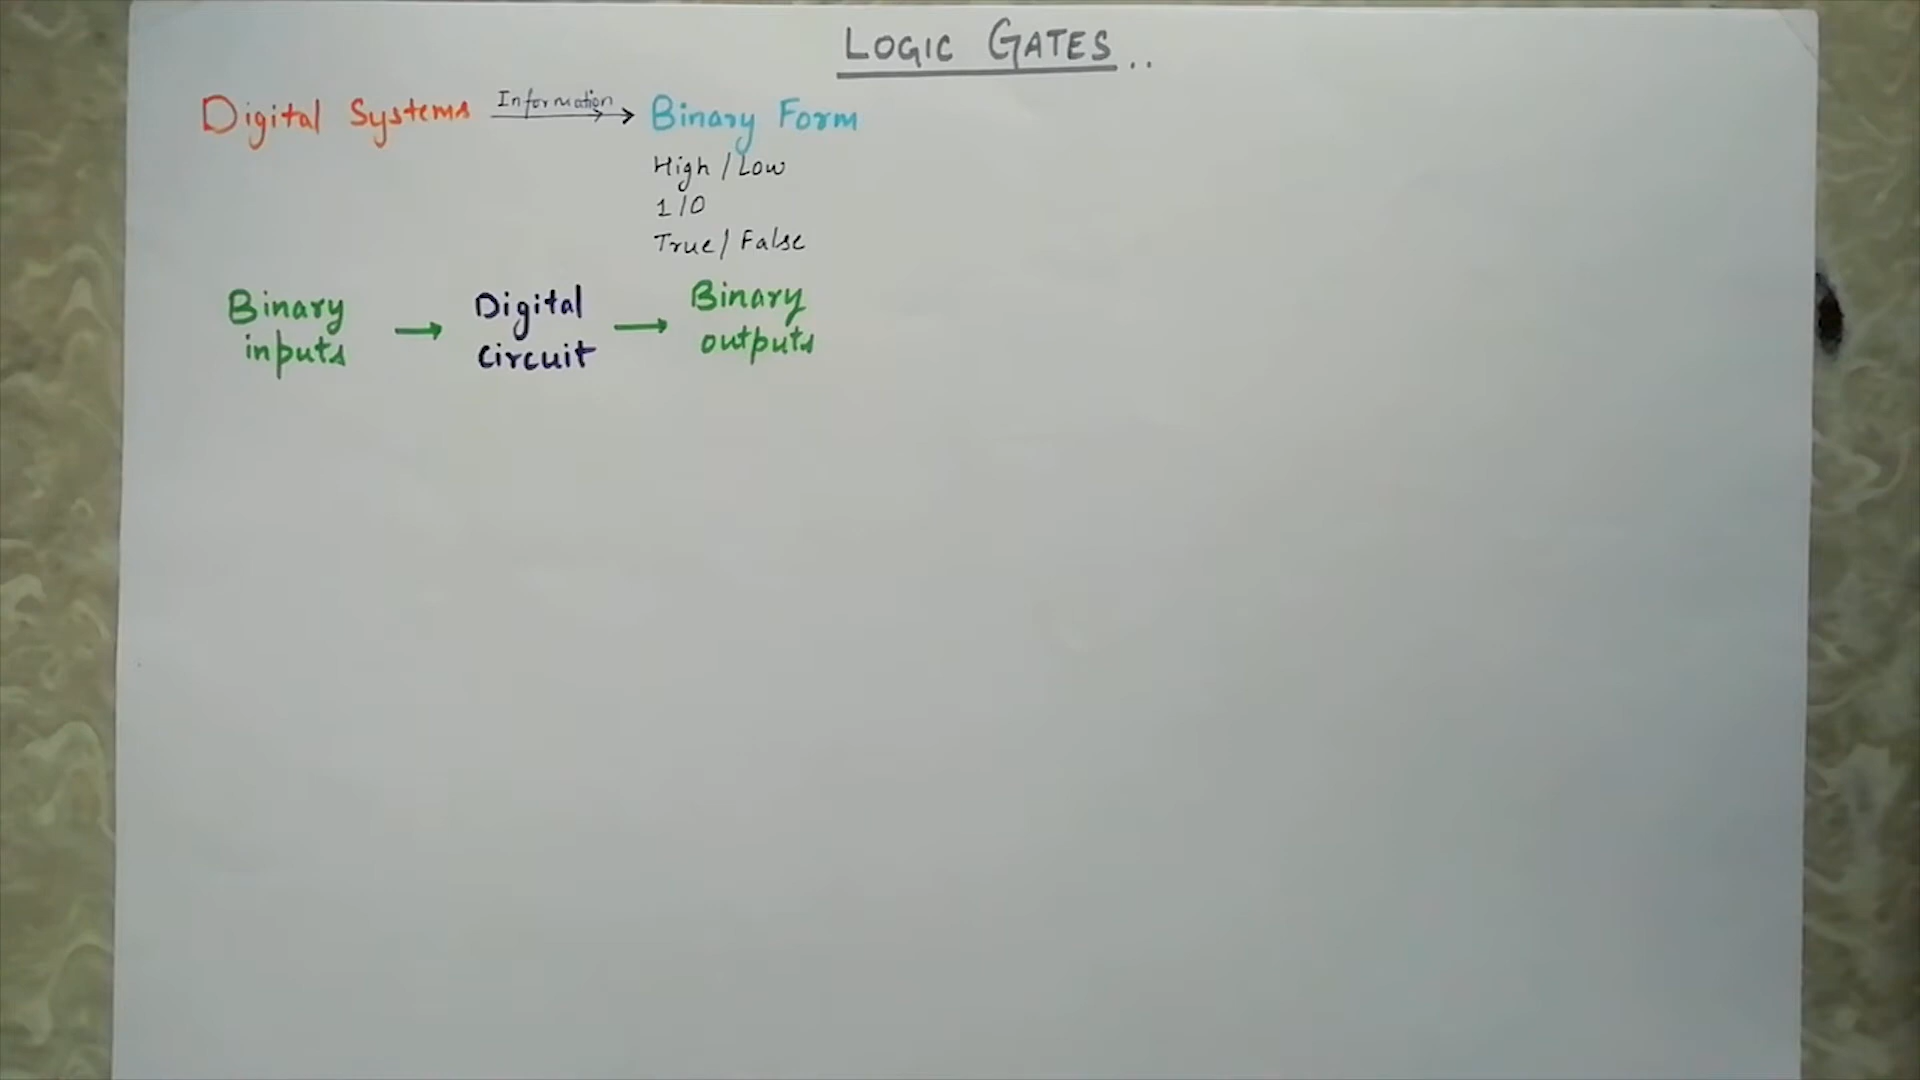 LOGIC GATES..
Digital Systems Information Binary Form
High / Low
1/0
True/ False
Binary inputs → Digital circuit → Binary outputs